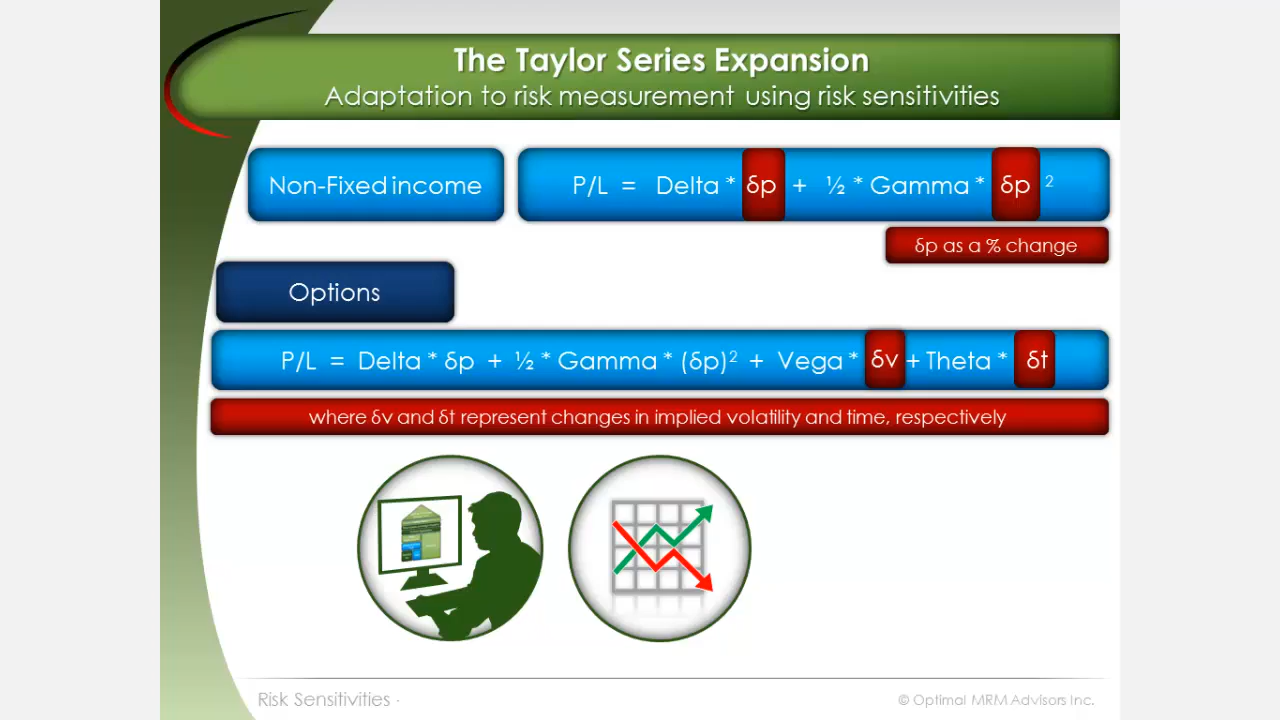 The Taylor Series Expansion
Adaptation to risk measurement using risk sensitivities
Non-Fixed income
P/L = Delta * δp + ½ * Gamma * δp ²
δp as a % change
Options
P/L = Delta * δp + ½ * Gamma * (δp)² + Vega * δv + Theta * δt
where δv and δt represent changes in implied volatility and time, respectively
Risk Sensitivities ·
© Optimal MRM Advisors Inc.